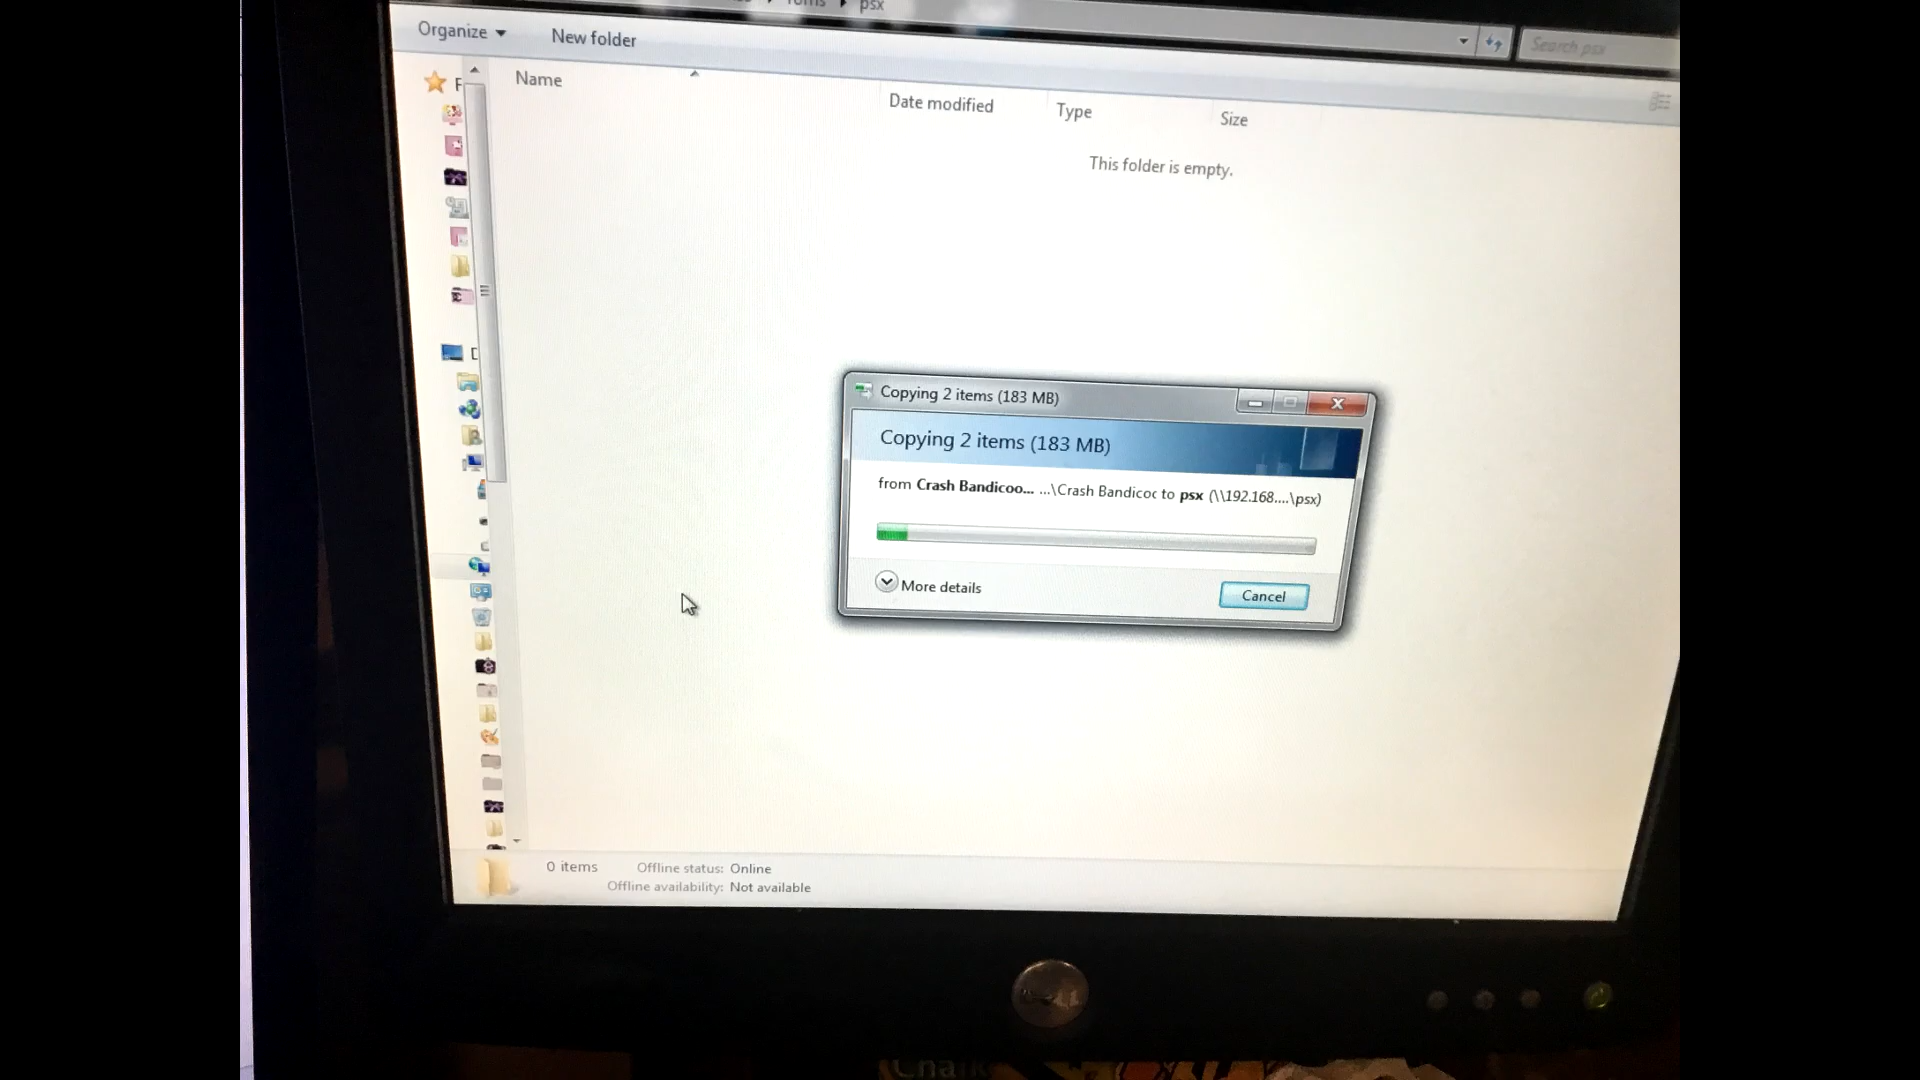 psx
Organize
New folder
Search psx
Name
Date modified
Type
Size
F
This folder is empty.
Copying 2 items (183 MB)
Copying 2 items (183 MB)
from Crash Bandicoo... ...\Crash Bandicoc to psx (\\192.168....\psx)
More details
Cancel
0 items
Offline status: Online
Offline availability: Not available